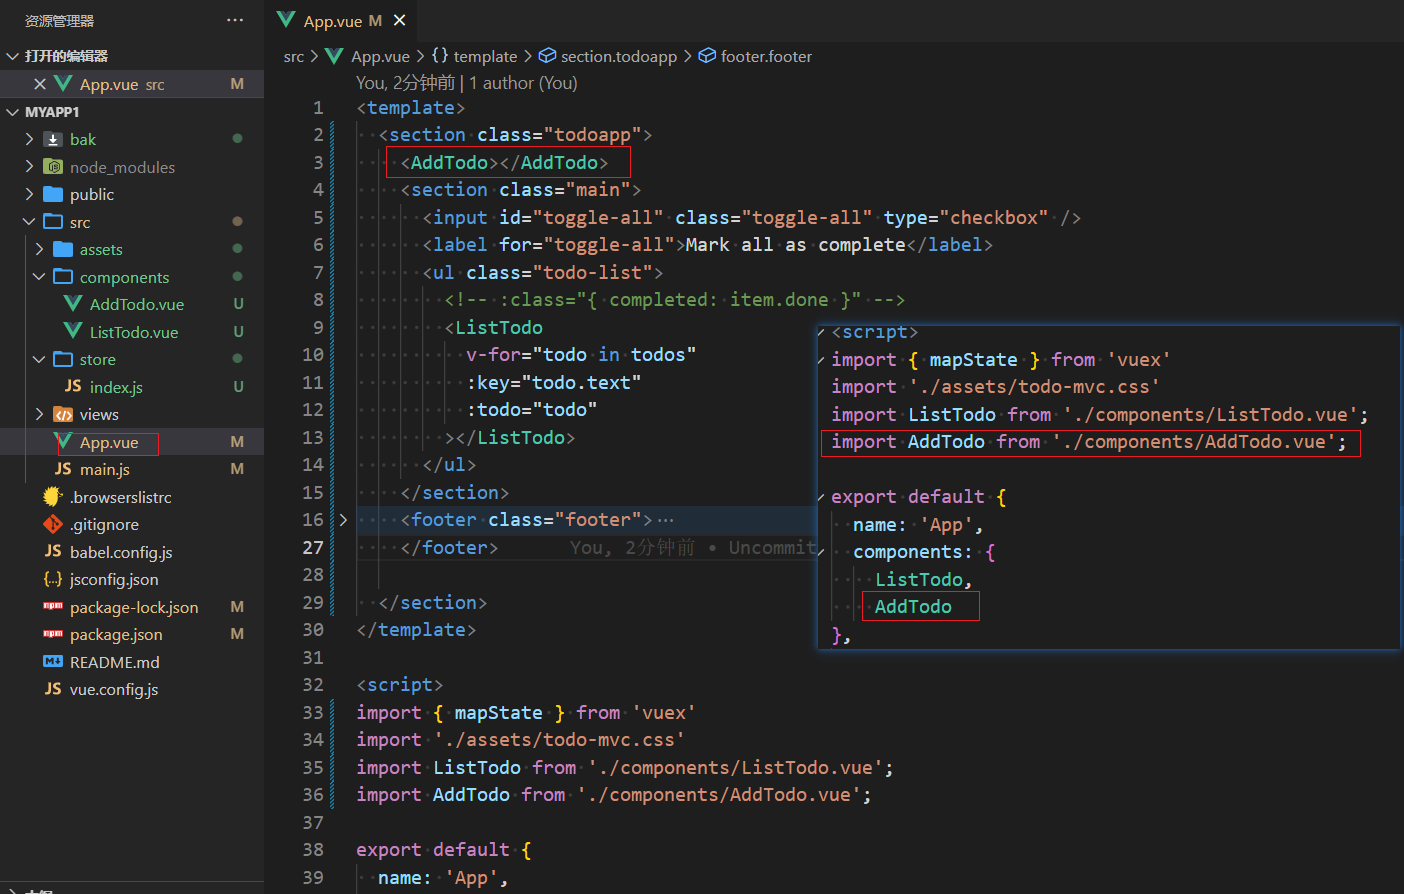 资源管理器
···
App.vue M ×
打开的编辑器
× App.vue src M
MYAPP1
bak
node_modules
public
src
assets
components
AddTodo.vue U
ListTodo.vue U
store
JS index.js U
views
App.vue M
JS main.js M
.browserslistrc
.gitignore
JS babel.config.js
{..} jsconfig.json
npm package-lock.json M
npm package.json M
M↓ README.md
JS vue.config.js
src > App.vue > {} template > section.todoapp > footer.footer
You, 2分钟前 | 1 author (You)
1 <template>
2 <section class="todoapp">
3 <AddTodo></AddTodo>
4 <section class="main">
5 <input id="toggle-all" class="toggle-all" type="checkbox" />
6 <label for="toggle-all">Mark all as complete</label>
7 <ul class="todo-list">
8 <!-- :class="{ completed: item.done }" -->
9 <ListTodo
10 v-for="todo in todos"
11 :key="todo.text"
12 :todo="todo"
13 ></ListTodo>
14 </ul>
15 </section>
16 <footer class="footer">···
27 </footer> You, 2分钟前 • Uncommit
28
29 </section>
30 </template>
31
32 <script>
33 import { mapState } from 'vuex'
34 import './assets/todo-mvc.css'
35 import ListTodo from './components/ListTodo.vue';
36 import AddTodo from './components/AddTodo.vue';
37
38 export default {
39 name: 'App',
<script>
import { mapState } from 'vuex'
import './assets/todo-mvc.css'
import ListTodo from './components/ListTodo.vue';
import AddTodo from './components/AddTodo.vue';
export default {
name: 'App',
components: {
ListTodo,
AddTodo
},